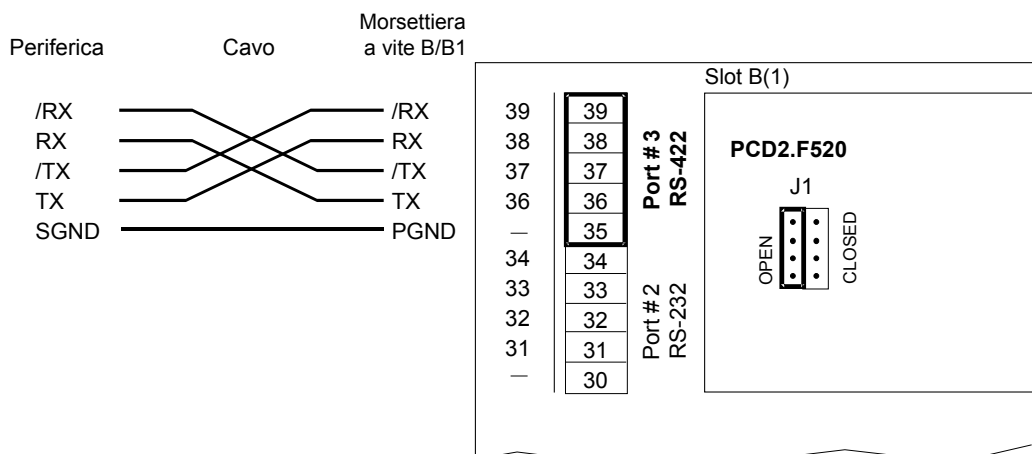 Periferica
Cavo
Morsettiera
a vite B/B1
/RX
RX
/TX
TX
SGND
/RX
RX
/TX
TX
PGND
Slot B(1)
39
38
37
36
—
34
33
32
31
—
39
38
37
36
35
34
33
32
31
30
Port # 3
RS-422
Port # 2
RS-232
PCD2.F520
J1
OPEN
CLOSED